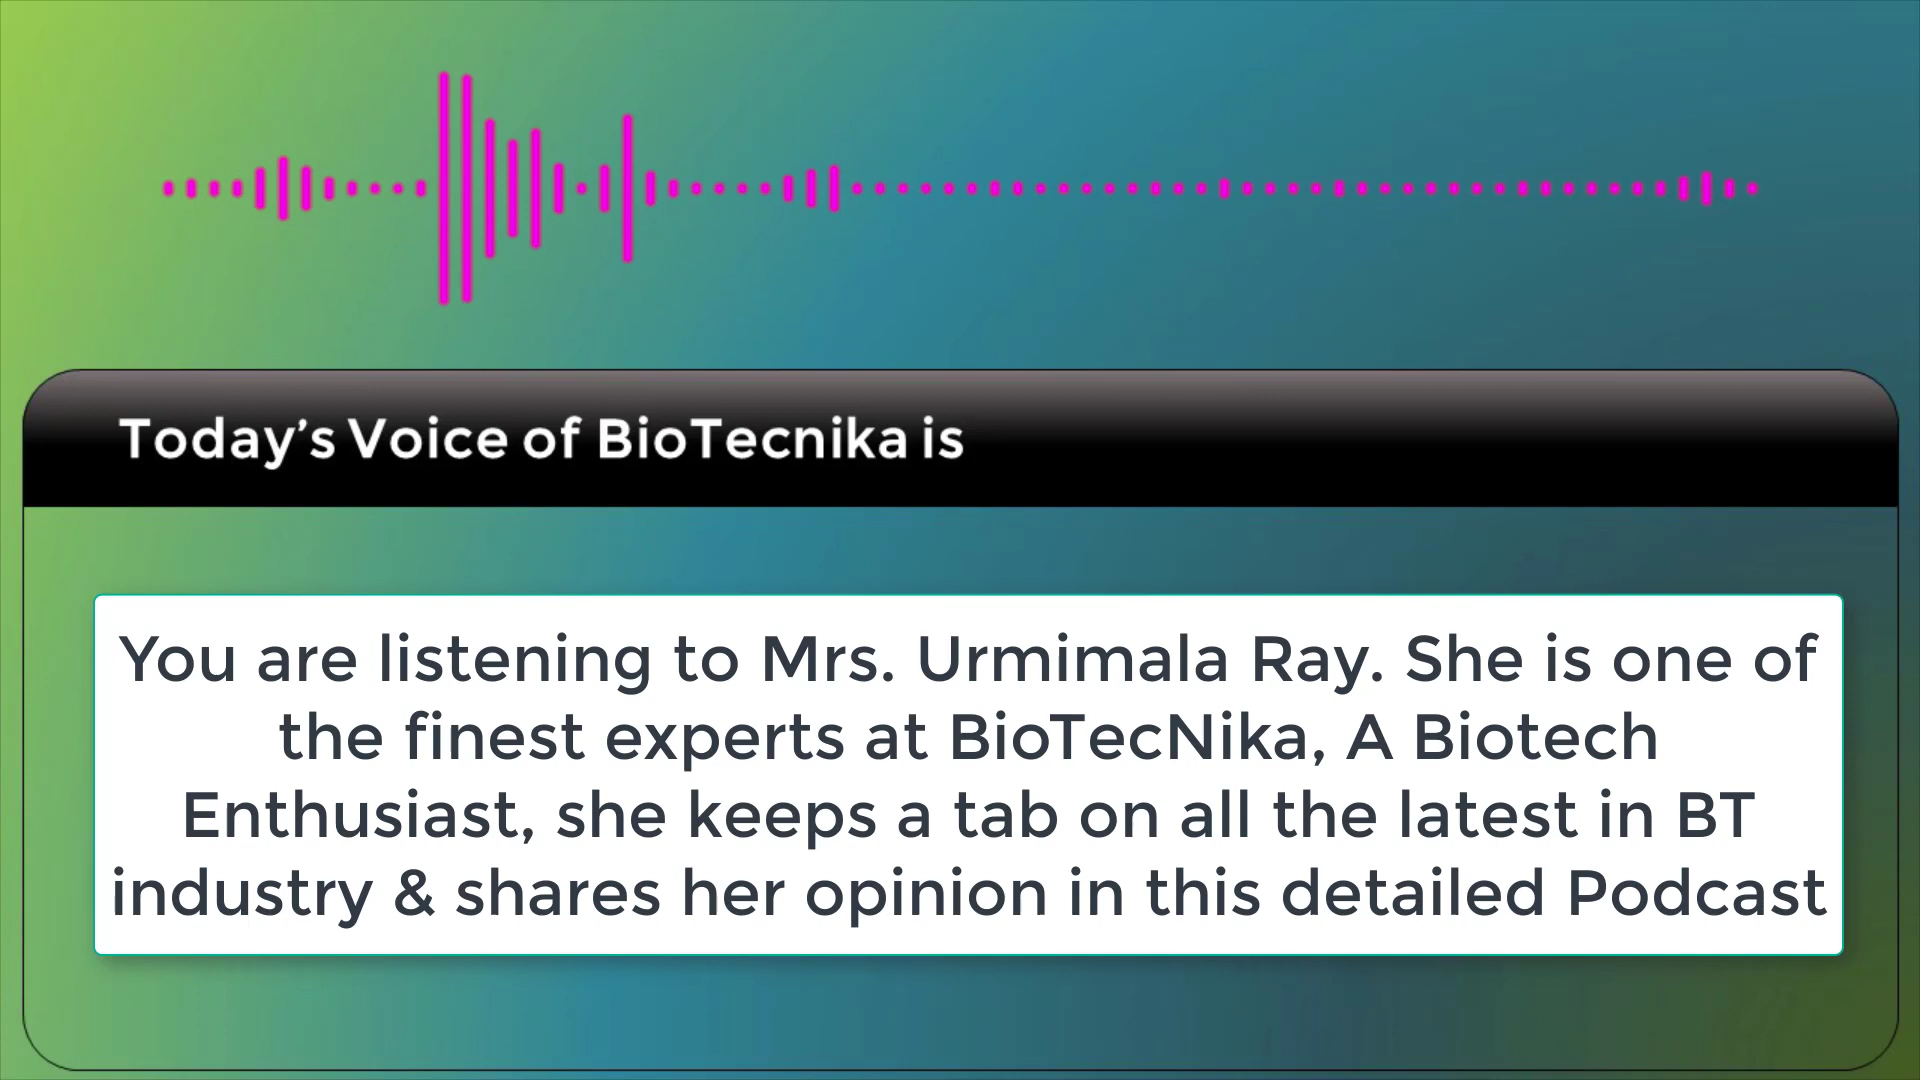 Today’s Voice of BioTecnika is
You are listening to Mrs. Urmimala Ray. She is one of
the finest experts at BioTecNika, A Biotech
Enthusiast, she keeps a tab on all the latest in BT
industry & shares her opinion in this detailed Podcast